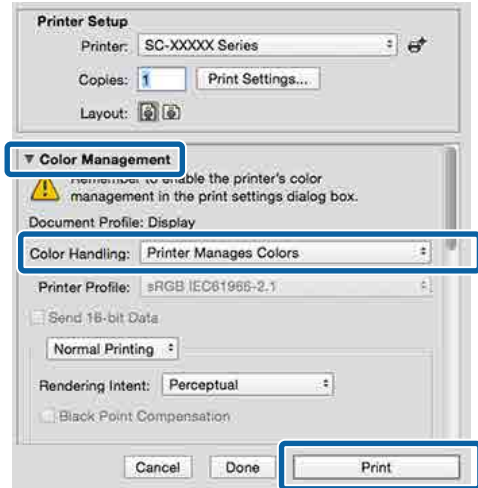 Printer Setup
Printer: SC-XXXXX Series
Copies: 1 Print Settings...
Layout:
▼ Color Management
Remember to enable the printer's color
management in the print settings dialog box.
Document Profile: Display
Color Handling: Printer Manages Colors
Printer Profile: sRGB IEC61966-2.1
Send 16-bit Data
Normal Printing
Rendering Intent: Perceptual
Black Point Compensation
Cancel Done Print